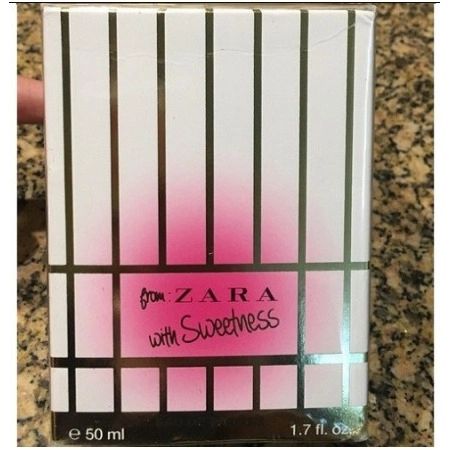 from: ZARA
with Sweetness
e 50 ml
1.7 fl. oz.